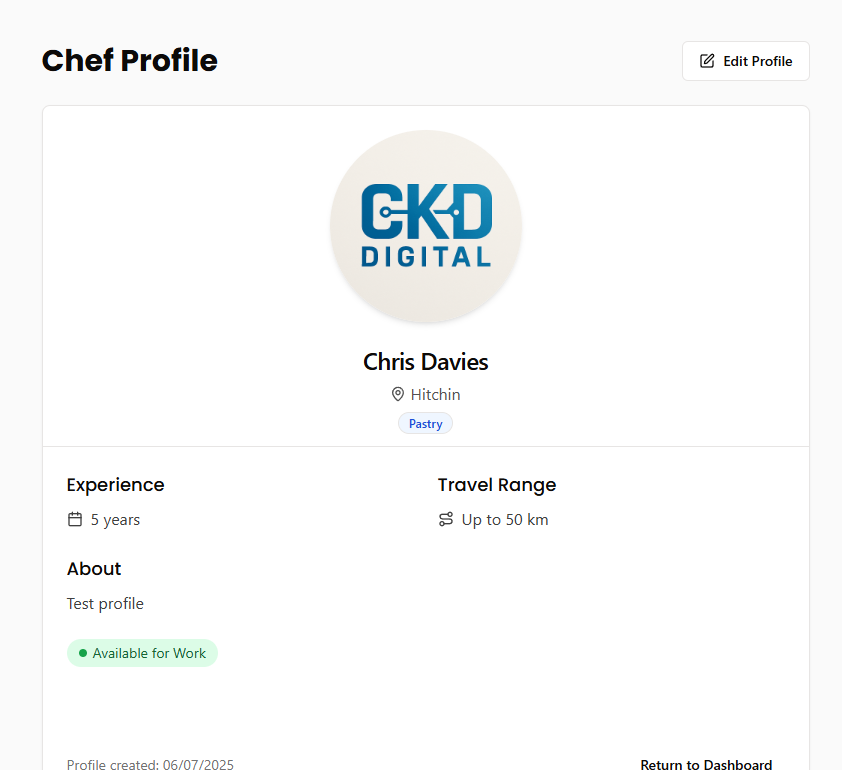 Chef Profile
Edit Profile
CKD
DIGITAL
Chris Davies
Hitchin
Pastry
Experience
Travel Range
5 years
Up to 50 km
About
Test profile
Available for Work
Profile created: 06/07/2025
Return to Dashboard